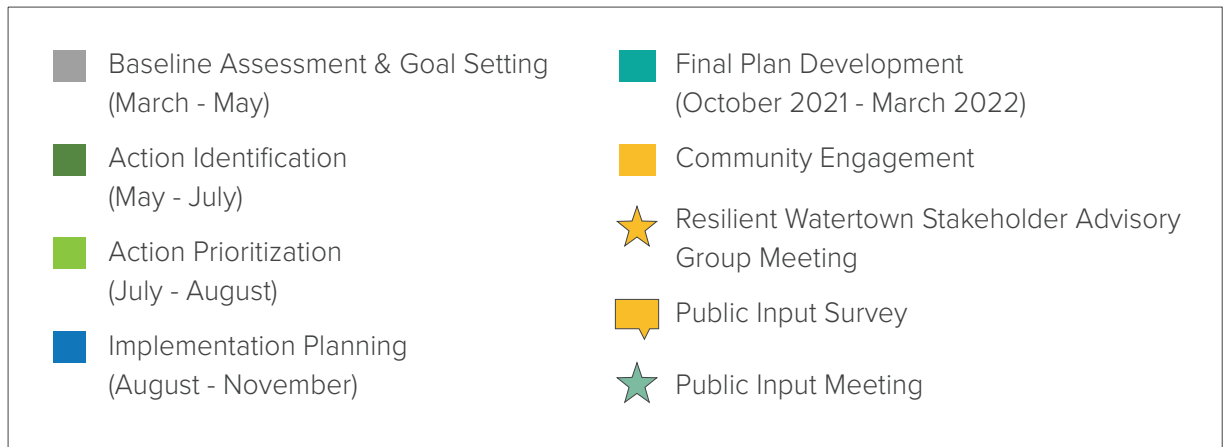 Baseline Assessment & Goal Setting
(March - May)
Action Identification
(May - July)
Action Prioritization
(July - August)
Implementation Planning
(August - November)
Final Plan Development
(October 2021 - March 2022)
Community Engagement
Resilient Watertown Stakeholder Advisory
Group Meeting
Public Input Survey
Public Input Meeting